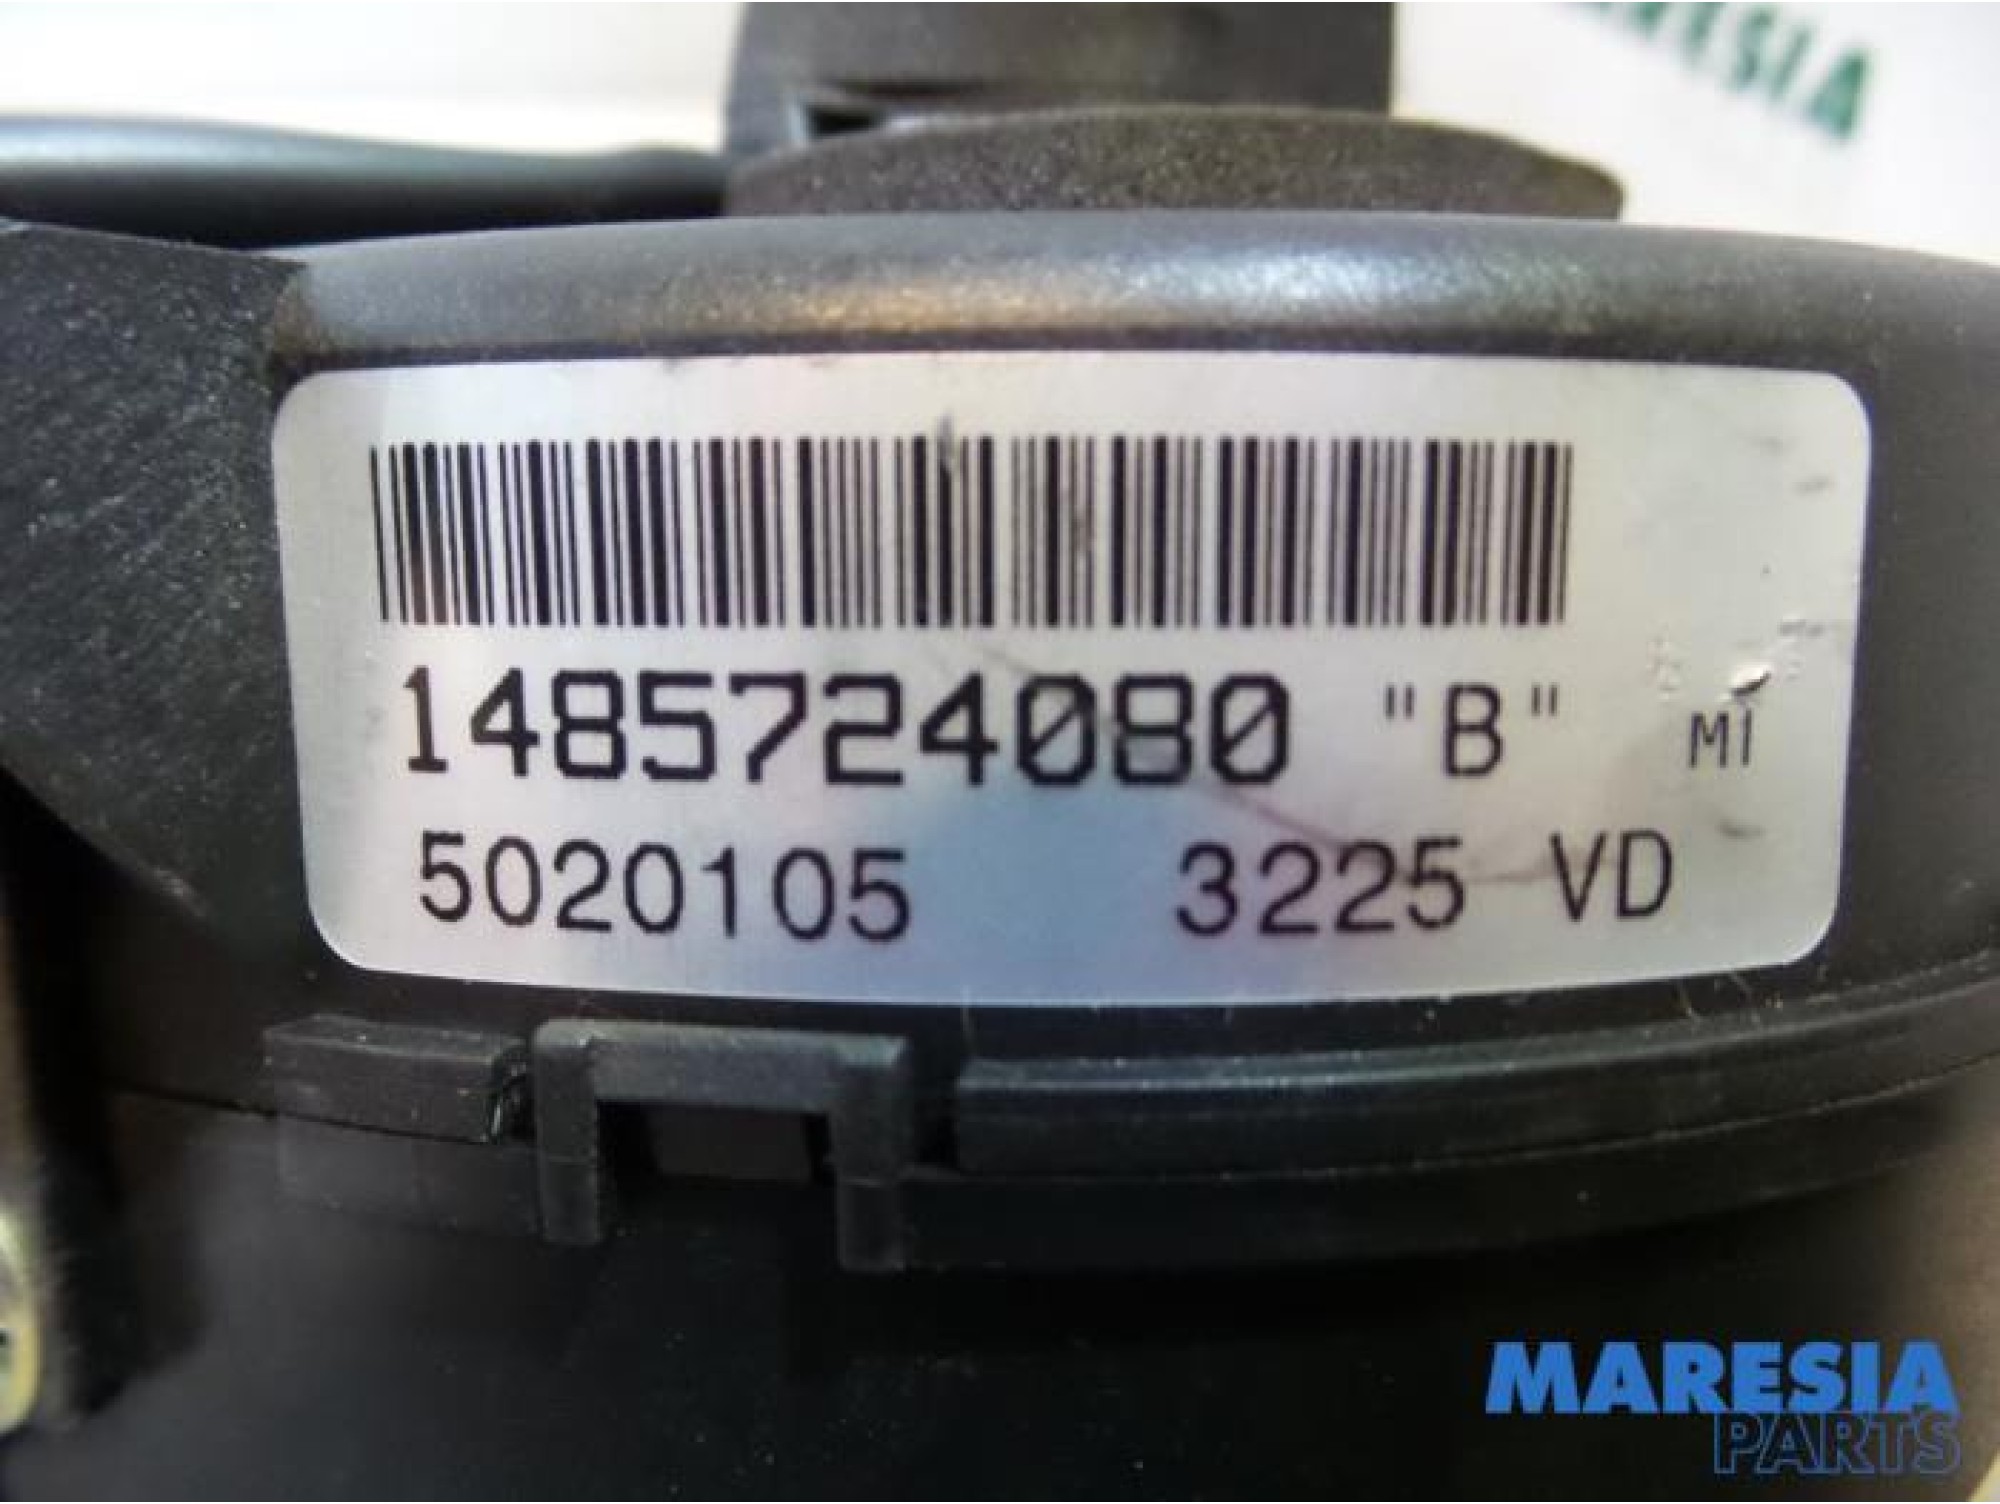 1485724080 "B" MI
5020105 3225 VD
MARESIA
PARTS